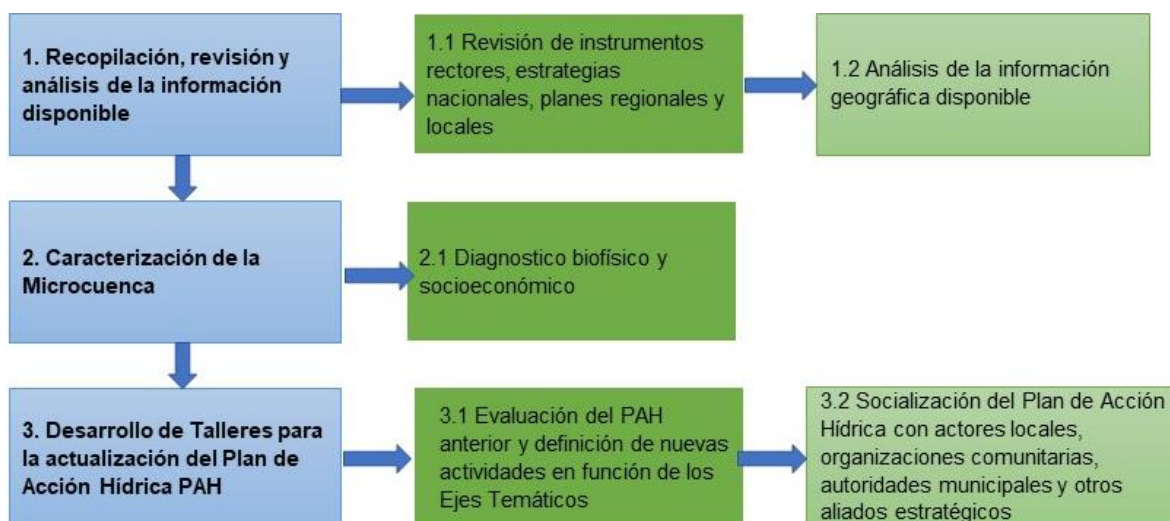 1. Recopilación, revisión y
análisis de la información
disponible
1.1 Revisión de instrumentos
rectores, estrategias
nacionales, planes regionales y
locales
1.2 Análisis de la información
geográfica disponible
2. Caracterización de la
Microcuenca
2.1 Diagnostico biofísico y
socioeconómico
3. Desarrollo de Talleres para
la actualización del Plan de
Acción Hídrica PAH
3.1 Evaluación del PAH
anterior y definición de nuevas
actividades en función de los
Ejes Temáticos
3.2 Socialización del Plan de Acción
Hídrica con actores locales,
organizaciones comunitarias,
autoridades municipales y otros
aliados estratégicos